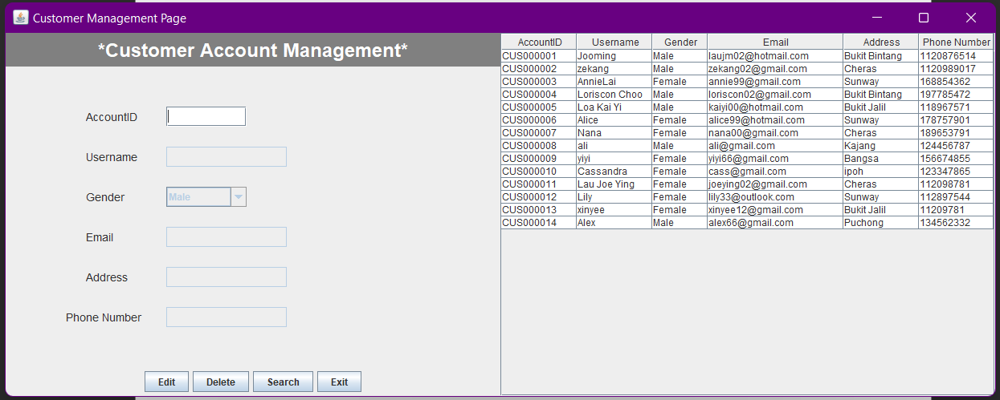 Customer Management Page
*Customer Account Management*
AccountID
Username
Gender
Male
Email
Address
Phone Number
Edit Delete Search Exit
AccountID Username Gender Email Address Phone Number
CUS000001 Jooming Male laujm02@hotmail.com Bukit Bintang 1120876514
CUS000002 zekang Male zekang02@gmail.com Cheras 1120989017
CUS000003 AnnieLai Female annie99@gmail.com Sunway 168854362
CUS000004 Loriscon Choo Male loriscon02@gmail.com Bukit Bintang 197785472
CUS000005 Loa Kai Yi Male kaiyi00@hotmail.com Bukit Jalil 118967571
CUS000006 Alice Female alice99@hotmail.com Sunway 178757901
CUS000007 Nana Female nana00@gmail.com Cheras 189653791
CUS000008 ali Male ali@gmail.com Kajang 124456787
CUS000009 yiyi Female yiyi66@gmail.com Bangsa 156674855
CUS000010 Cassandra Female cass@gmail.com ipoh 123347865
CUS000011 Lau Joe Ying Female joeying02@gmail.com Cheras 112098781
CUS000012 Lily Female lily33@outlook.com Sunway 112897544
CUS000013 xinyee Female xinyee12@gmail.com Bukit Jalil 11209781
CUS000014 Alex Male alex66@gmail.com Puchong 134562332